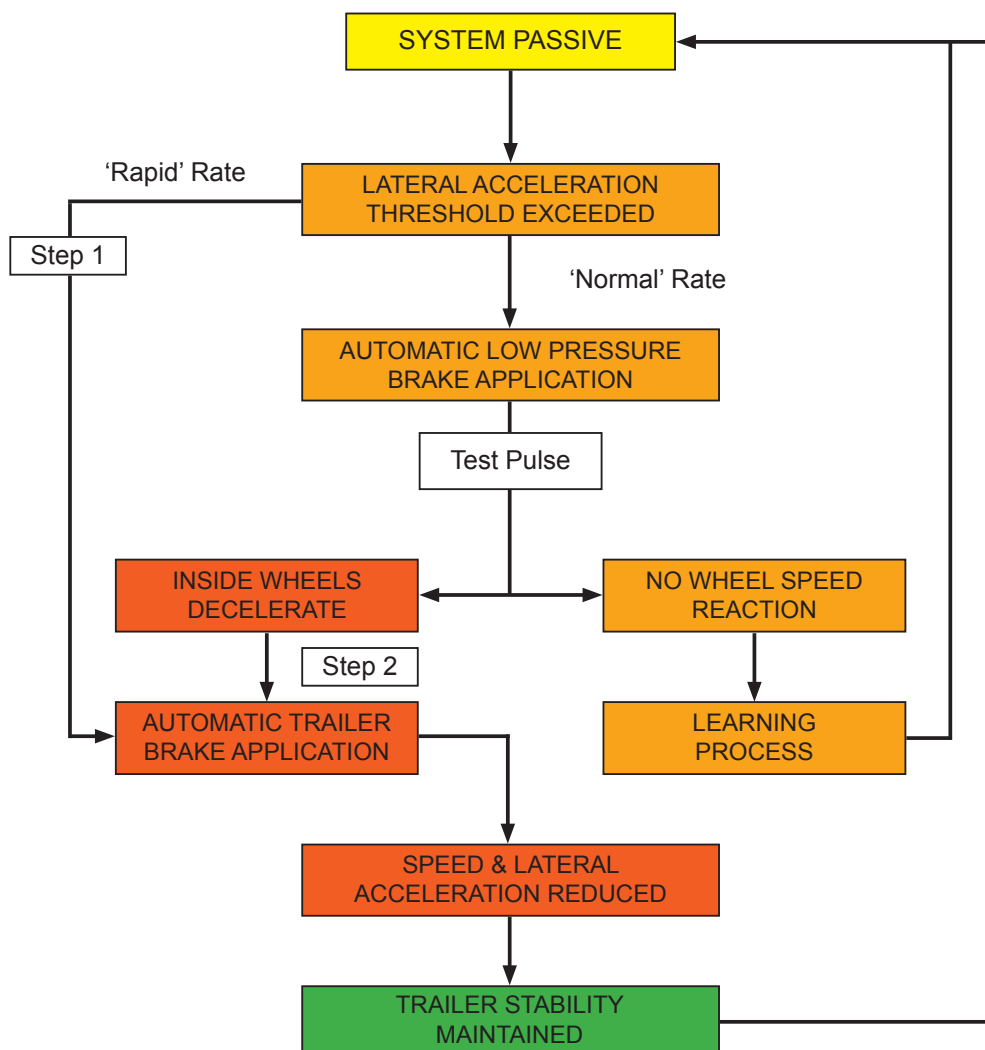 SYSTEM PASSIVE
‘Rapid’ Rate
LATERAL ACCELERATION
THRESHOLD EXCEEDED
Step 1
‘Normal’ Rate
AUTOMATIC LOW PRESSURE
BRAKE APPLICATION
Test Pulse
INSIDE WHEELS
DECELERATE
NO WHEEL SPEED
REACTION
Step 2
AUTOMATIC TRAILER
BRAKE APPLICATION
LEARNING
PROCESS
SPEED & LATERAL
ACCELERATION REDUCED
TRAILER STABILITY
MAINTAINED